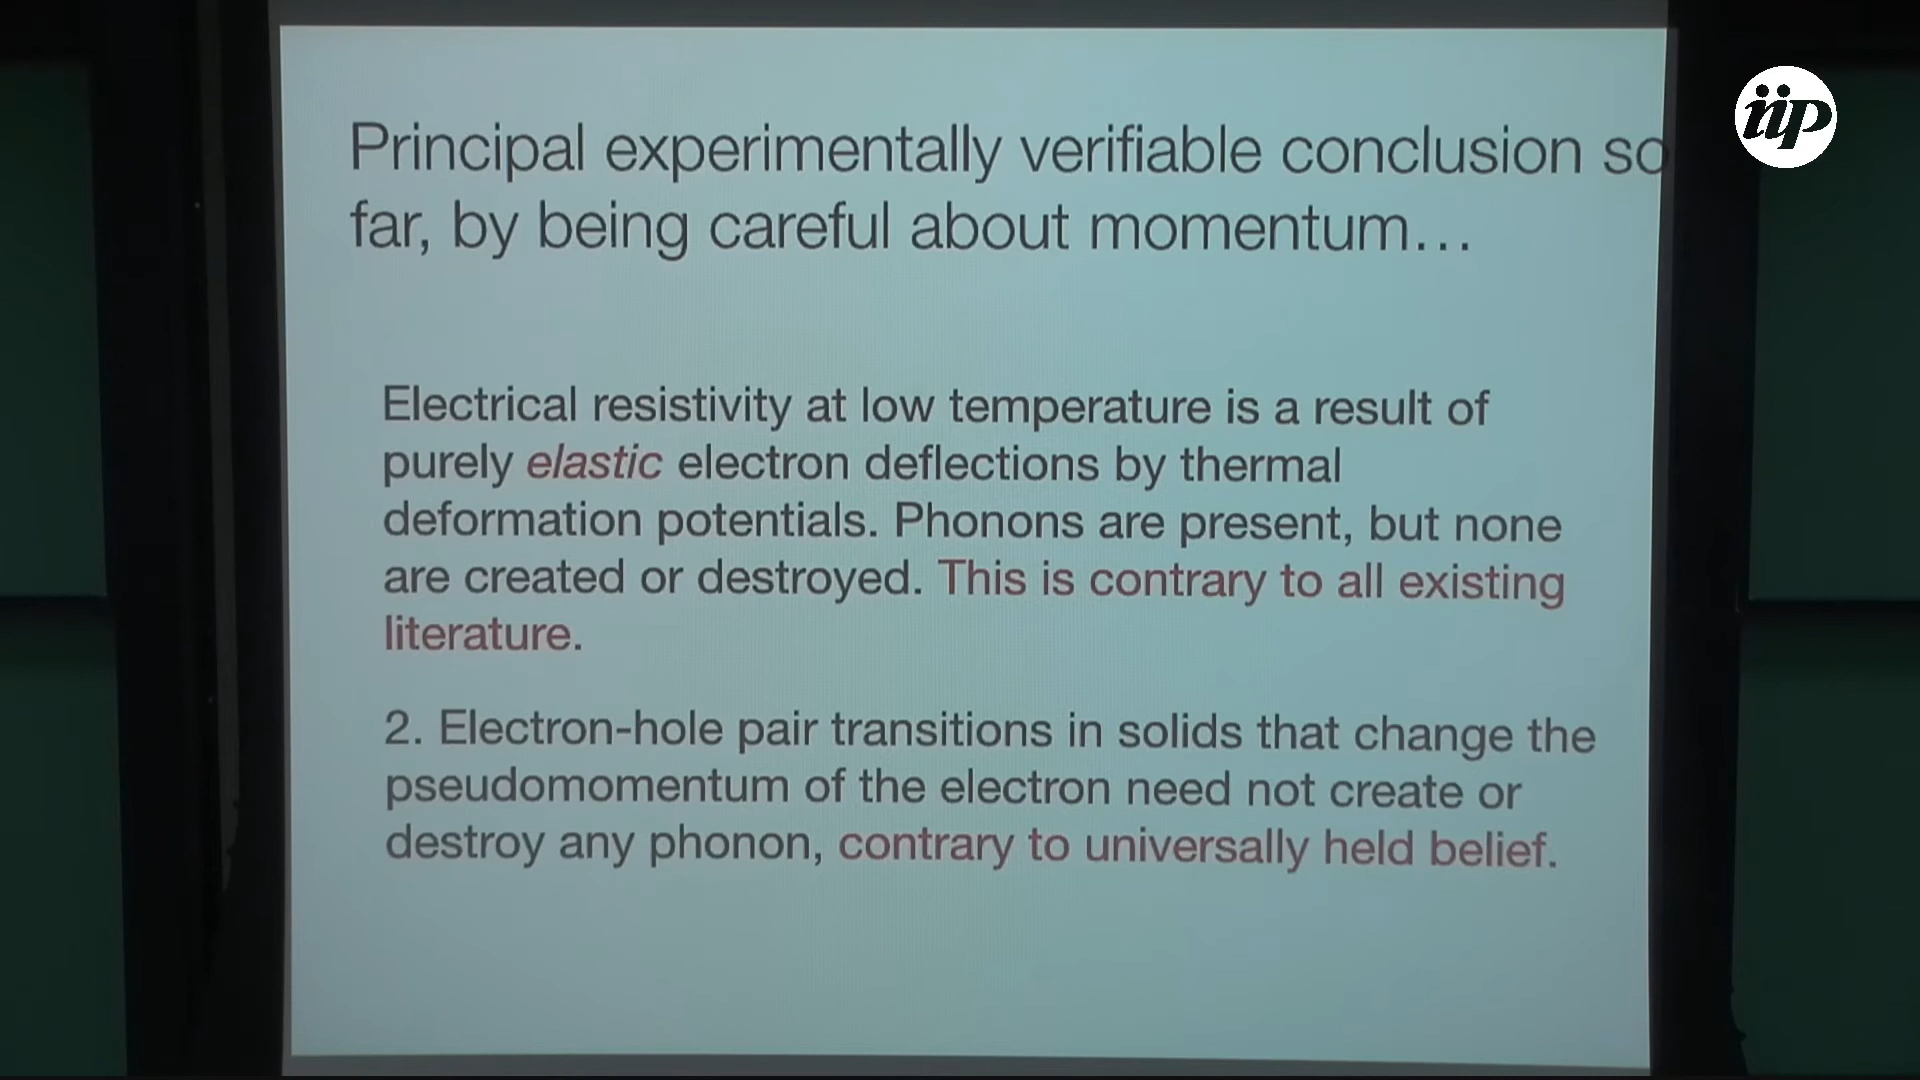 iip
Principal experimentally verifiable conclusion so
far, by being careful about momentum…
Electrical resistivity at low temperature is a result of
purely elastic electron deflections by thermal
deformation potentials. Phonons are present, but none
are created or destroyed. This is contrary to all existing
literature.
2. Electron-hole pair transitions in solids that change the
pseudomomentum of the electron need not create or
destroy any phonon, contrary to universally held belief.